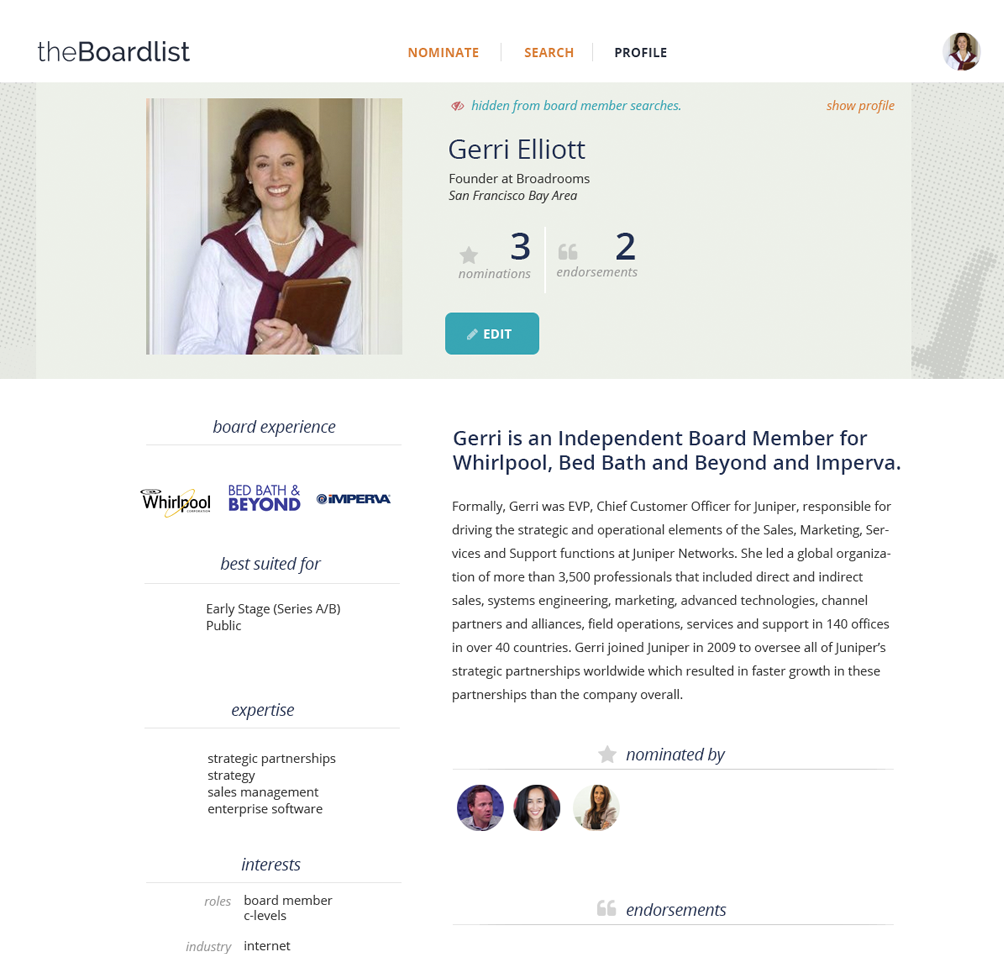 theBoardlist
NOMINATE
SEARCH
PROFILE
hidden from board member searches.
show profile
Gerri Elliott
Founder at Broadrooms
San Francisco Bay Area
3
nominations
2
endorsements
EDIT
board experience
Whirlpool
CORPORATION
BED BATH &
BEYOND
iMPERVA
best suited for
Early Stage (Series A/B)
Public
expertise
strategic partnerships
strategy
sales management
enterprise software
interests
roles
board member
c-levels
industry
internet
Gerri is an Independent Board Member for
Whirlpool, Bed Bath and Beyond and Imperva.
Formally, Gerri was EVP, Chief Customer Officer for Juniper, responsible for
driving the strategic and operational elements of the Sales, Marketing, Ser-
vices and Support functions at Juniper Networks. She led a global organiza-
tion of more than 3,500 professionals that included direct and indirect
sales, systems engineering, marketing, advanced technologies, channel
partners and alliances, field operations, services and support in 140 offices
in over 40 countries. Gerri joined Juniper in 2009 to oversee all of Juniper’s
strategic partnerships worldwide which resulted in faster growth in these
partnerships than the company overall.
nominated by
endorsements